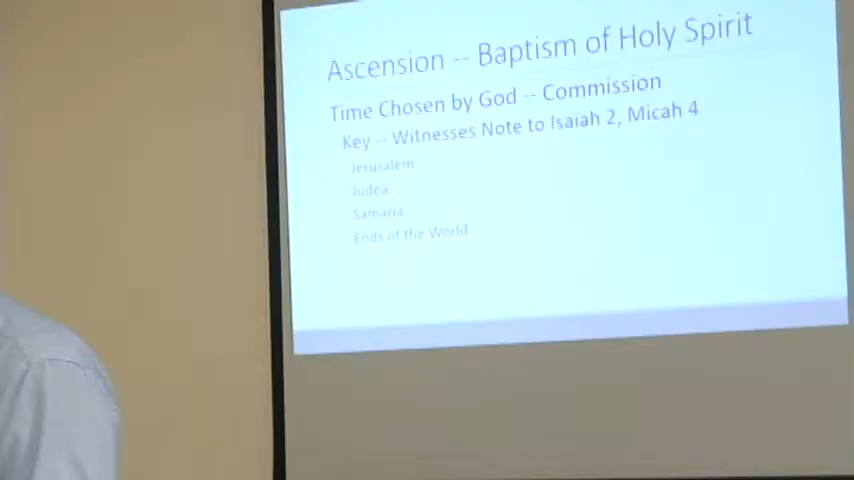 Ascension -- Baptism of Holy Spirit
Time Chosen by God -- Commission
Key -- Witnesses Note to Isaiah 2, Micah 4
Jerusalem
Judea
Samaria
Ends of the World